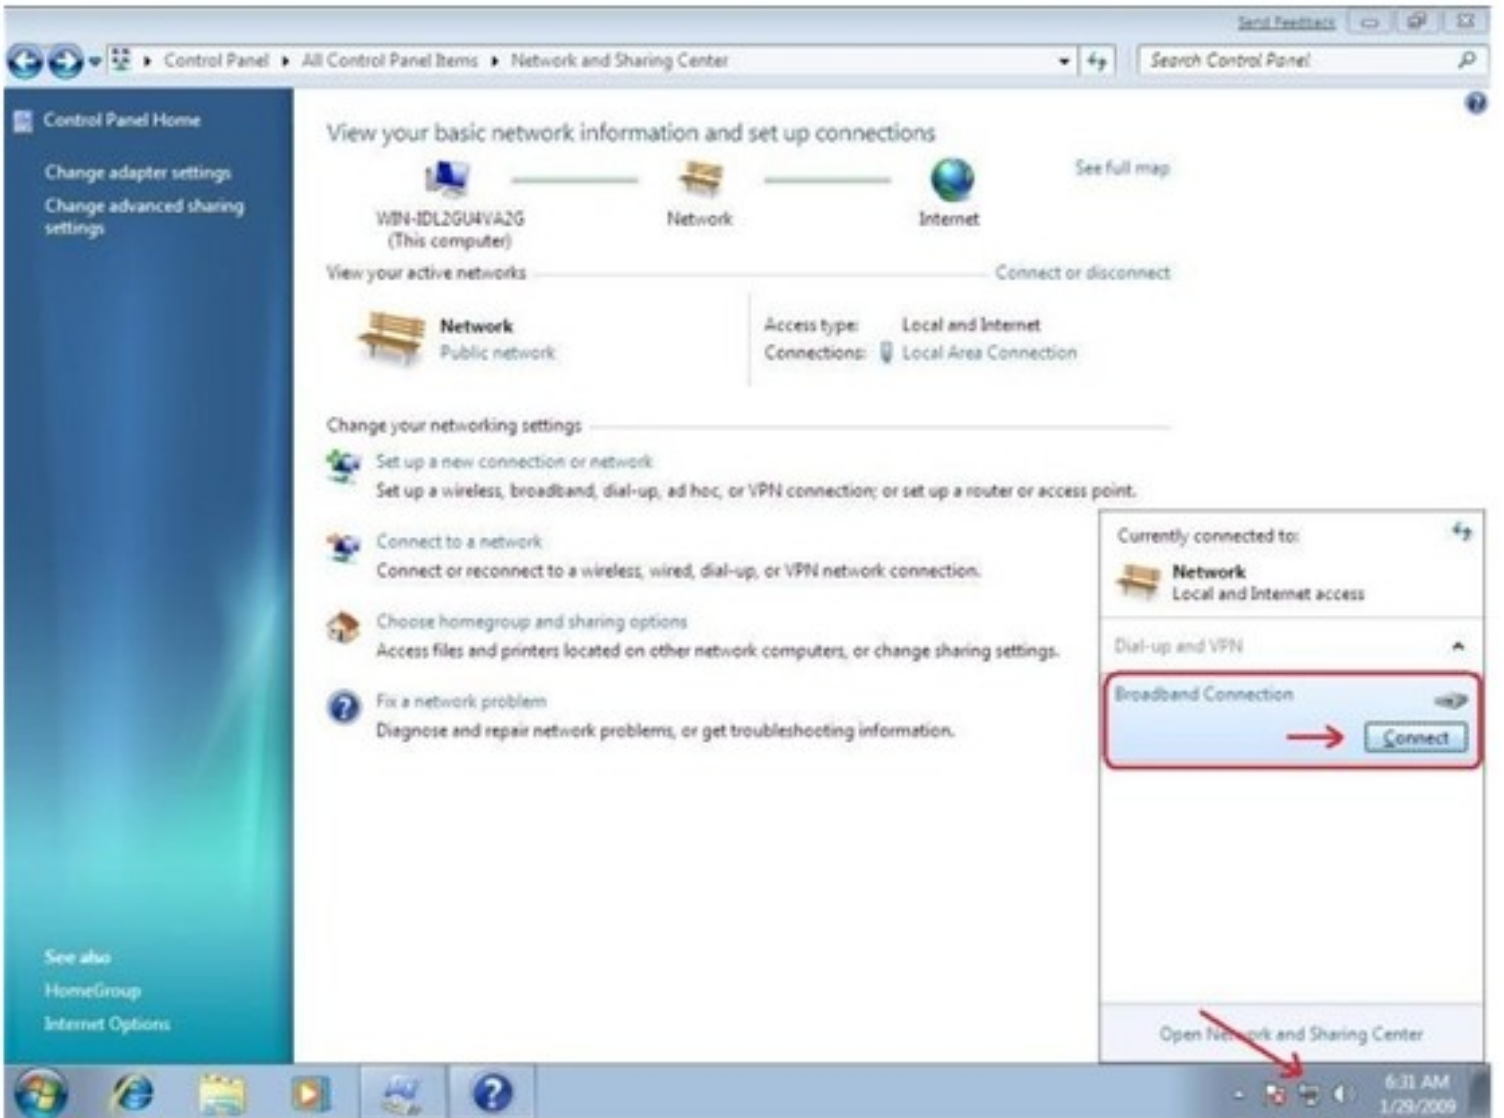 Send Feedback
Control Panel
All Control Panel Items
Network and Sharing Center
Search Control Panel
Control Panel Home
Change adapter settings
Change advanced sharing
settings
See also
HomeGroup
Internet Options
View your basic network information and set up connections
See full map
WIN-IDL2GU4VA2G
(This computer)
Network
Internet
View your active networks
Connect or disconnect
Network
Public network
Access type: Local and Internet
Connections: Local Area Connection
Change your networking settings
Set up a new connection or network
Set up a wireless, broadband, dial-up, ad hoc, or VPN connection; or set up a router or access point.
Connect to a network
Connect or reconnect to a wireless, wired, dial-up, or VPN network connection.
Choose homegroup and sharing options
Access files and printers located on other network computers, or change sharing settings.
Fix a network problem
Diagnose and repair network problems, or get troubleshooting information.
Currently connected to:
Network
Local and Internet access
Dial-up and VPN
Broadband Connection
Connect
Open Network and Sharing Center
6:31 AM
1/29/2009